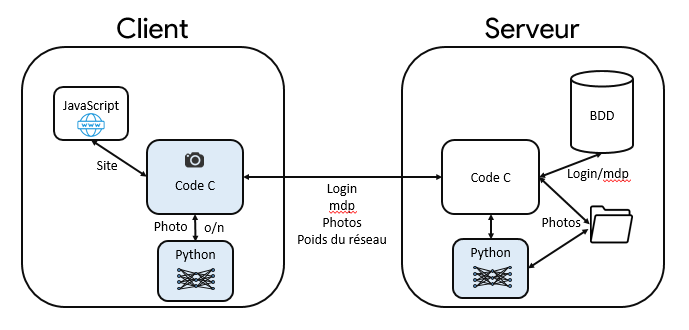 Client
Serveur
JavaScript
WWW
Site
Code C
Photo
o/n
Python
Login
mdp
Photos
Poids du réseau
BDD
Code C
Login/mdp
Photos
Python